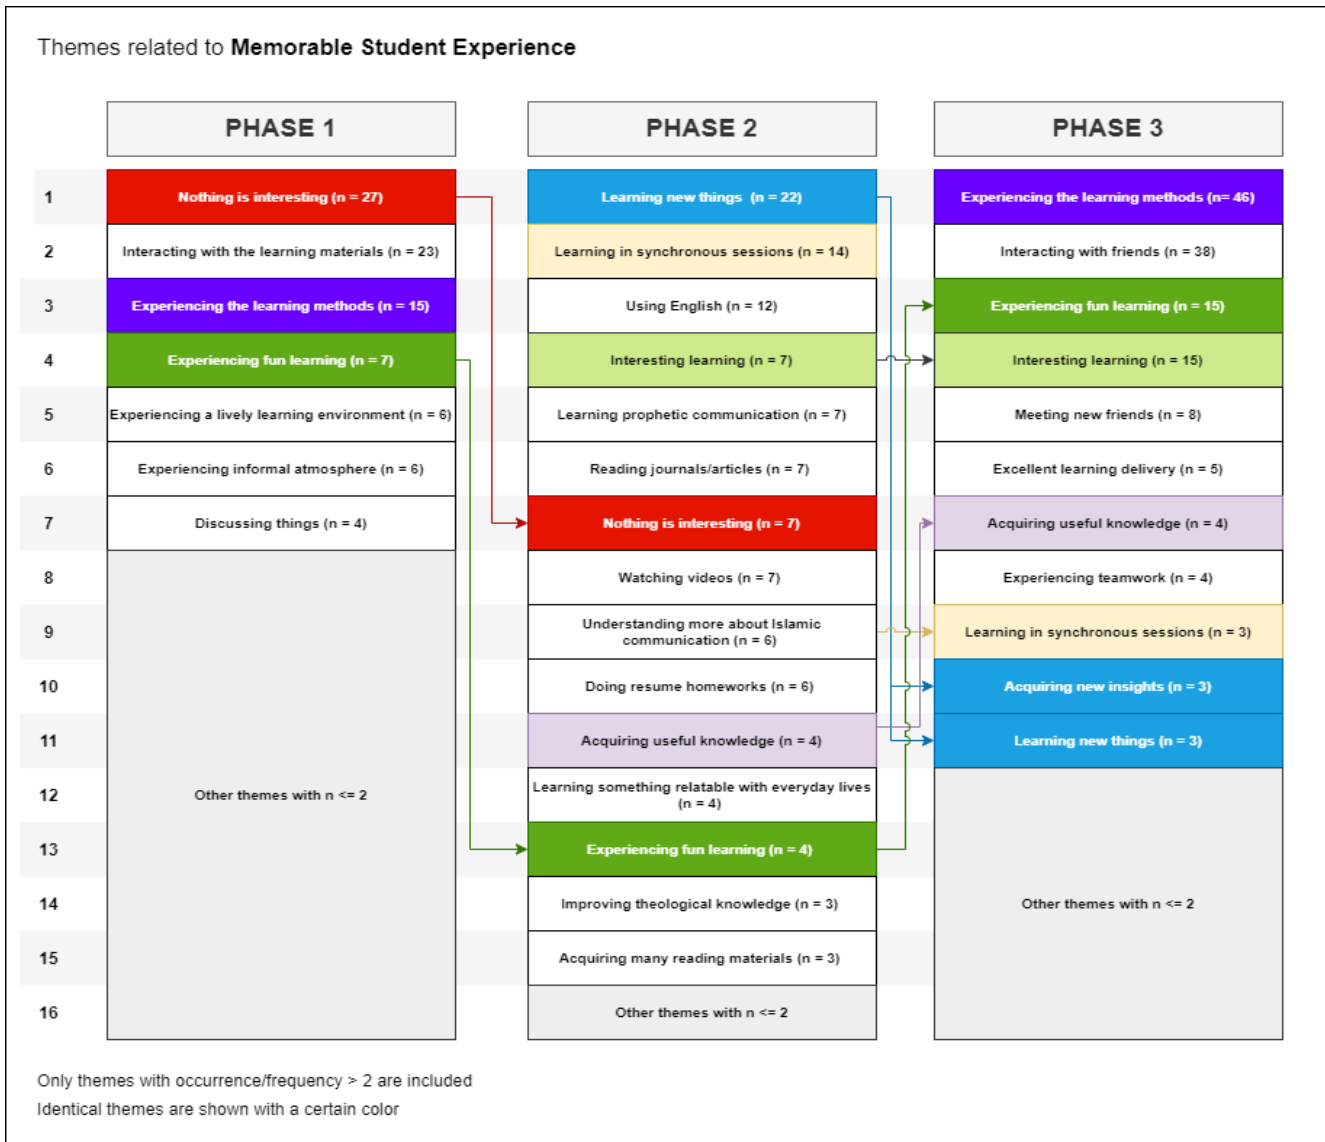 Themes related to Memorable Student Experience
PHASE 1
PHASE 2
PHASE 3
1
Nothing is interesting (n = 27)
Learning new things  (n = 22)
Experiencing the learning methods (n= 46)
2
Interacting with the learning materials (n = 23)
Learning in synchronous sessions (n = 14)
Interacting with friends (n = 38)
3
Experiencing the learning methods (n = 15)
Using English (n = 12)
Experiencing fun learning (n = 15)
4
Experiencing fun learning (n = 7)
Interesting learning (n = 7)
Interesting learning (n = 15)
5
Experiencing a lively learning environment (n = 6)
Learning prophetic communication (n = 7)
Meeting new friends (n = 8)
6
Experiencing informal atmosphere (n = 6)
Reading journals/articles (n = 7)
Excellent learning delivery (n = 5)
7
Discussing things (n = 4)
Nothing is interesting (n = 7)
Acquiring useful knowledge (n = 4)
8
Watching videos (n = 7)
Experiencing teamwork (n = 4)
9
Understanding more about Islamic
communication (n = 6)
Learning in synchronous sessions (n = 3)
10
Doing resume homeworks (n = 6)
Acquiring new insights (n = 3)
11
Acquiring useful knowledge (n = 4)
Learning new things (n = 3)
12
Other themes with n <= 2
Learning something relatable with everyday lives
(n = 4)
13
Experiencing fun learning (n = 4)
14
Improving theological knowledge (n = 3)
Other themes with n <= 2
15
Acquiring many reading materials (n = 3)
16
Other themes with n <= 2
Only themes with occurrence/frequency > 2 are included
Identical themes are shown with a certain color